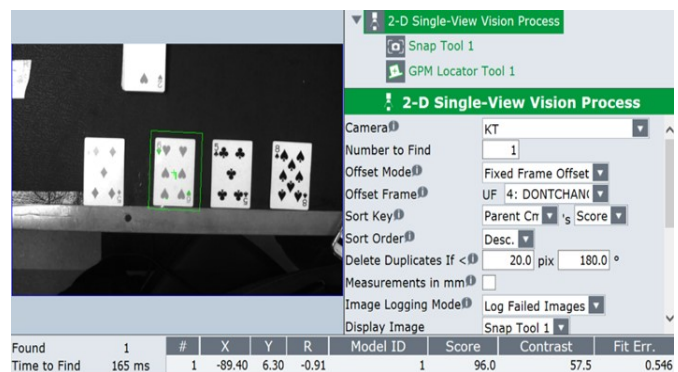 2-D Single-View Vision Process
Snap Tool 1
GPM Locator Tool 1
2-D Single-View Vision Process
Camera KT
Number to Find 1
Offset Mode Fixed Frame Offset
Offset Frame UF 4: DONTCHAN(
Sort Key Parent Cm 's Score
Sort Order Desc.
Delete Duplicates If < 20.0 pix 180.0 °
Measurements in mm
Image Logging Mode Log Failed Images
Display Image Snap Tool 1
Found 1 # X Y R Model ID Score Contrast Fit Err.
Time to Find 165 ms 1 -89.40 6.30 -0.91 1 96.0 57.5 0.546